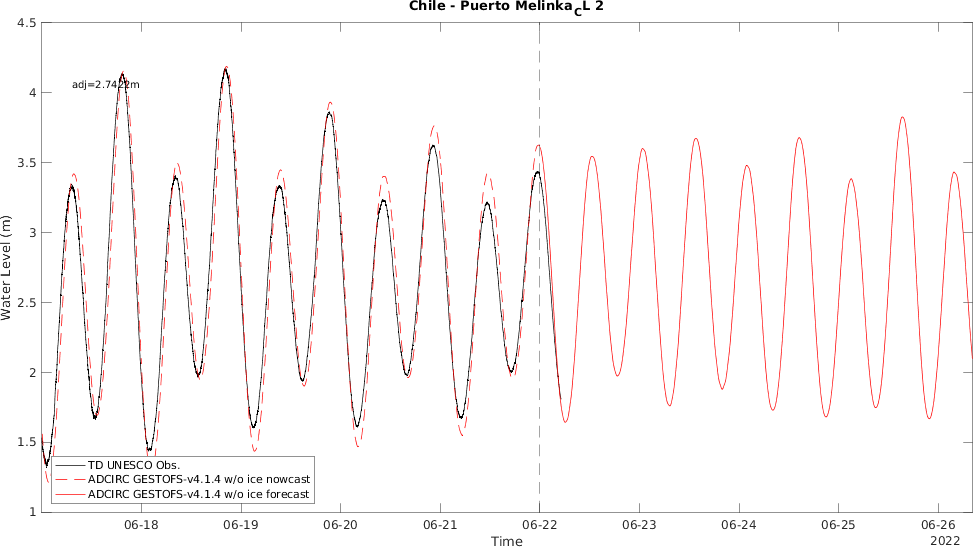 Chile - Puerto Melinka_CL 2
4.5
4
3.5
3
2.5
2
1.5
1
Water Level (m)
adj=2.7422m
TD UNESCO Obs.
ADCIRC GESTOFS-v4.1.4 w/o ice nowcast
ADCIRC GESTOFS-v4.1.4 w/o ice forecast
06-18 06-19 06-20 06-21 06-22 06-23 06-24 06-25 06-26
Time
2022